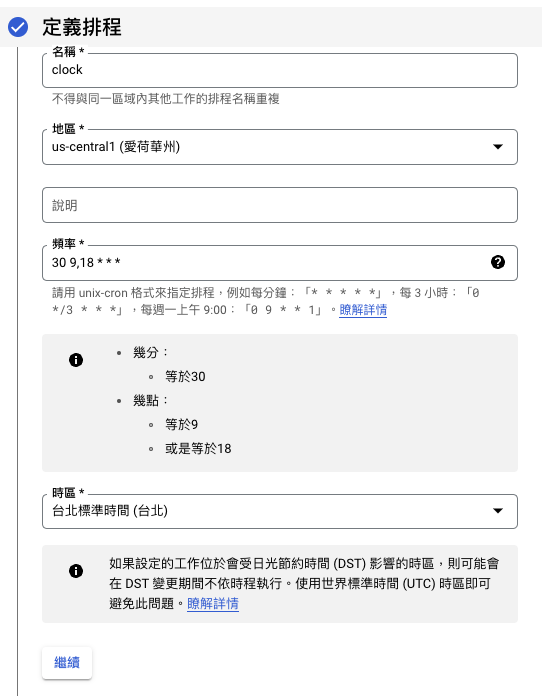 定義排程
名稱 *
clock
不得與同一區域內其他工作的排程名稱重複
地區 *
us-central1 (愛荷華州)
說明
頻率 *
30 9,18 * * *
請用 unix-cron 格式來指定排程，例如每分鐘：「* * * * *」，每 3 小時：「0
*/3 * * *」，每週一上午 9:00：「0 9 * * 1」。瞭解詳情
幾分：
等於30
幾點：
等於9
或是等於18
時區 *
台北標準時間 (台北)
如果設定的工作位於會受日光節約時間 (DST) 影響的時區，則可能會
在 DST 變更期間不依時程執行。使用世界標準時間 (UTC) 時區即可
避免此問題。瞭解詳情
繼續